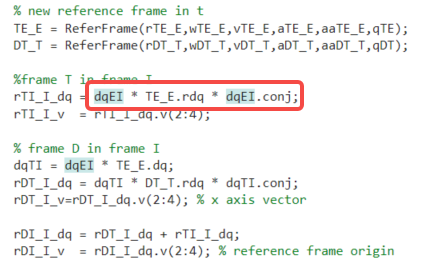 % new reference frame in t
TE_E = ReferFrame(rTE_E,wTE_E,vTE_E,aTE_E,aaTE_E,qTE);
DT_T = ReferFrame(rDT_T,wDT_T,vDT_T,aDT_T,aaDT_T,qDT);
%frame T in frame I
rTI_I_dq = dqEI * TE_E.rdq * dqEI.conj;
rTI_I_v = rTI_I_dq.v(2:4);
% frame D in frame I
dqTI = dqEI * TE_E.dq;
rDT_I_dq = dqTI * DT_T.rdq * dqTI.conj;
rDT_I_v=rDT_I_dq.v(2:4); % x axis vector
rDI_I_dq = rDT_I_dq + rTI_I_dq;
rDI_I_v = rDI_I_dq.v(2:4); % reference frame origin